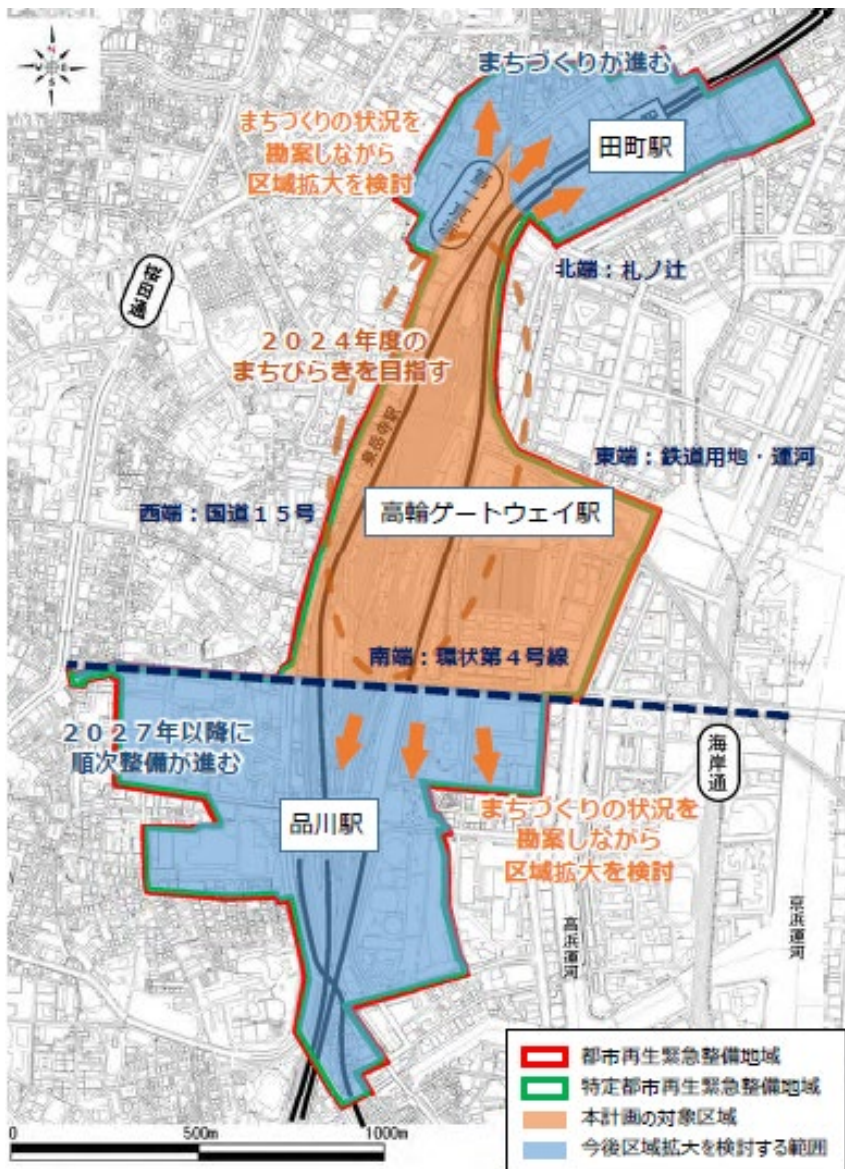 N
W
E
S
まちづくりが進む
まちづくりの状況を
勘案しながら
区域拡大を検討
田町駅
第一京浜
桜田通
北端：札ノ辻
２０２４年度の
まちびらきを目指す
泉岳寺駅
東端：鉄道用地・運河
西端：国道１５号
高輪ゲートウェイ駅
南端：環状第４号線
２０２７年以降に
順次整備が進む
海岸通
品川駅
まちづくりの状況を
勘案しながら
区域拡大を検討
高浜運河
京浜運河
都市再生緊急整備地域
特定都市再生緊急整備地域
本計画の対象区域
今後区域拡大を検討する範囲
0
500m
1000m